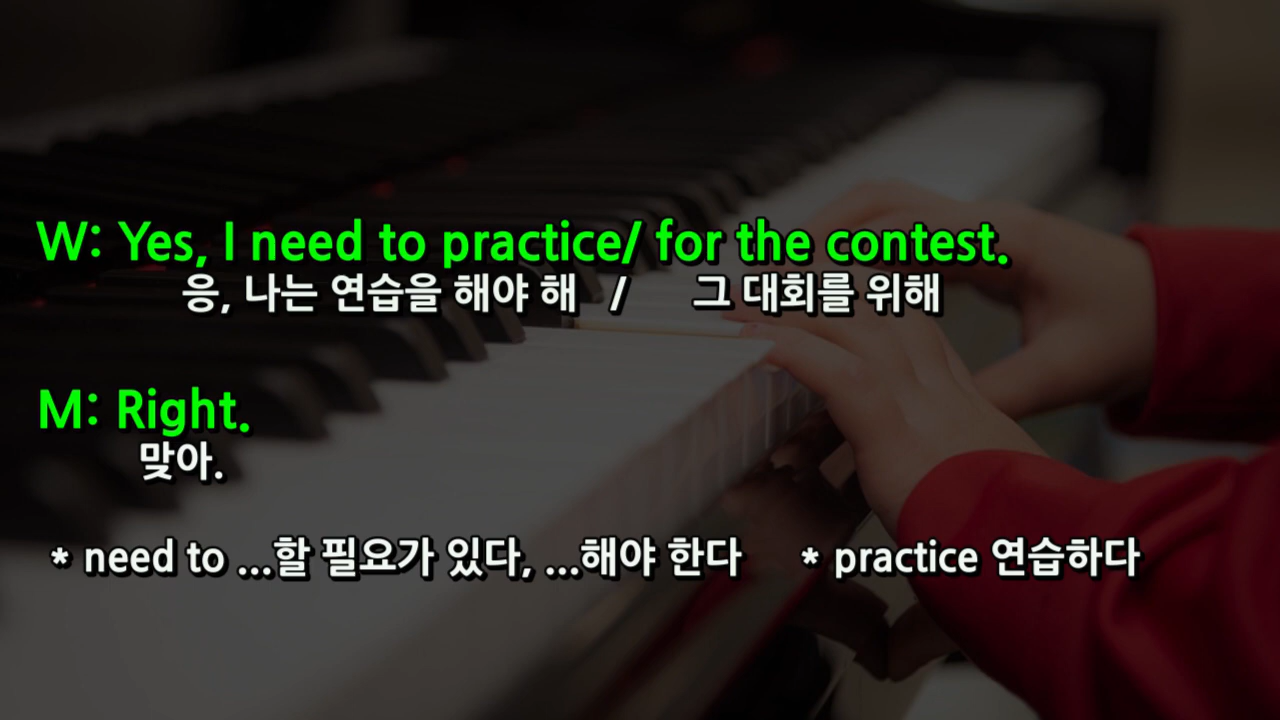 W: Yes, I need to practice/ for the contest.
응, 나는 연습을 해야 해 / 그 대회를 위해
M: Right.
맞아.
* need to ...할 필요가 있다, ...해야 한다 * practice 연습하다